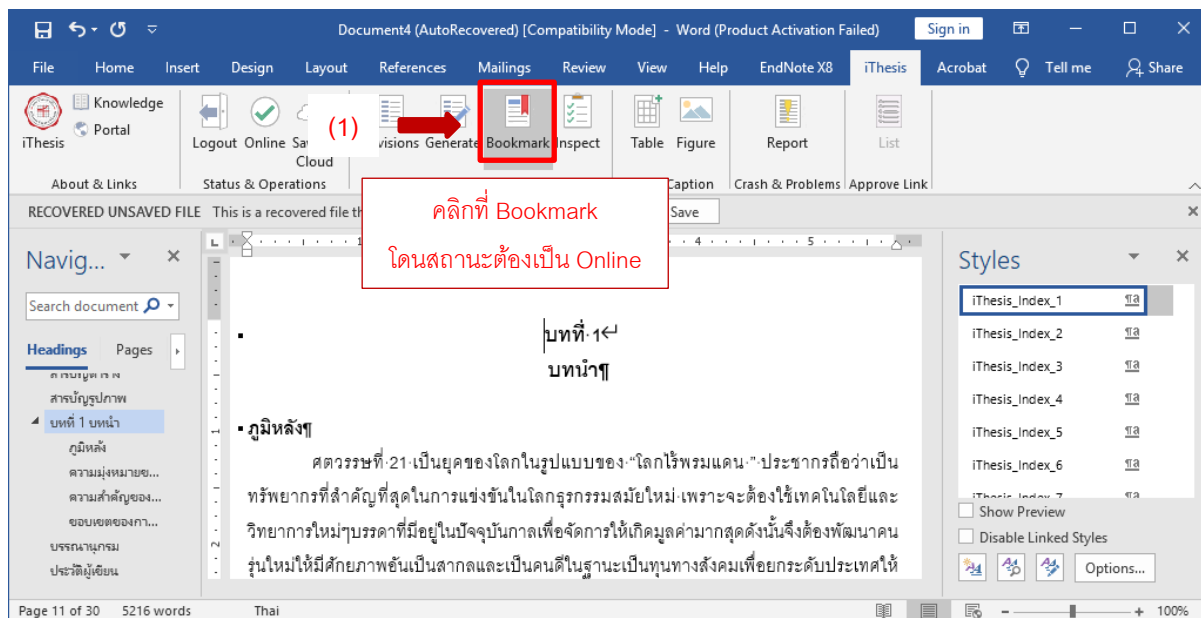 Document4 (AutoRecovered) [Compatibility Mode] - Word (Product Activation Failed) Sign in
File Home Insert Design Layout References Mailings Review View Help EndNote X8 iThesis Acrobat Tell me Share
Knowledge
Portal
iThesis
Logout Online
Cloud
(1)
Generate Bookmark Inspect
Table Figure
Report
List
About & Links Status & Operations Crash & Problems Approve Link
คลิกที่ Bookmark
โดนสถานะต้องเป็น Online
RECOVERED UNSAVED FILE This is a recovered file Save
Navig...
Search document
Headings Pages
สารบัญรูปภาพ
บทที่ 1 บทนำ
ภูมิหลัง
ความมุ่งหมายข...
ความสำคัญของ...
ขอบเขตของกา...
บรรณานุกรม
ประวัติผู้เขียน
บทที่ 1
บทนำ
ภูมิหลัง
ศตวรรษที่ 21 เป็นยุคของโลกในรูปแบบของ “โลกไร้พรมแดน ” ประชากรถือว่าเป็น
ทรัพยากรที่สำคัญที่สุดในการแข่งขันในโลกธุรกรรมสมัยใหม่ เพราะจะต้องใช้เทคโนโลยีและ
วิทยาการใหม่ๆบรรดาที่มีอยู่ในปัจจุบันกาลเพื่อจัดการให้เกิดมูลค่ามากสุดดังนั้นจึงต้องพัฒนาคน
รุ่นใหม่ให้มีศักยภาพอันเป็นสากลและเป็นคนดีในฐานะเป็นทุนทางสังคมเพื่อยกระดับประเทศให้
Styles
iThesis_Index_1
iThesis_Index_2
iThesis_Index_3
iThesis_Index_4
iThesis_Index_5
iThesis_Index_6
Show Preview
Disable Linked Styles
Options...
Page 11 of 30 5216 words Thai 100%